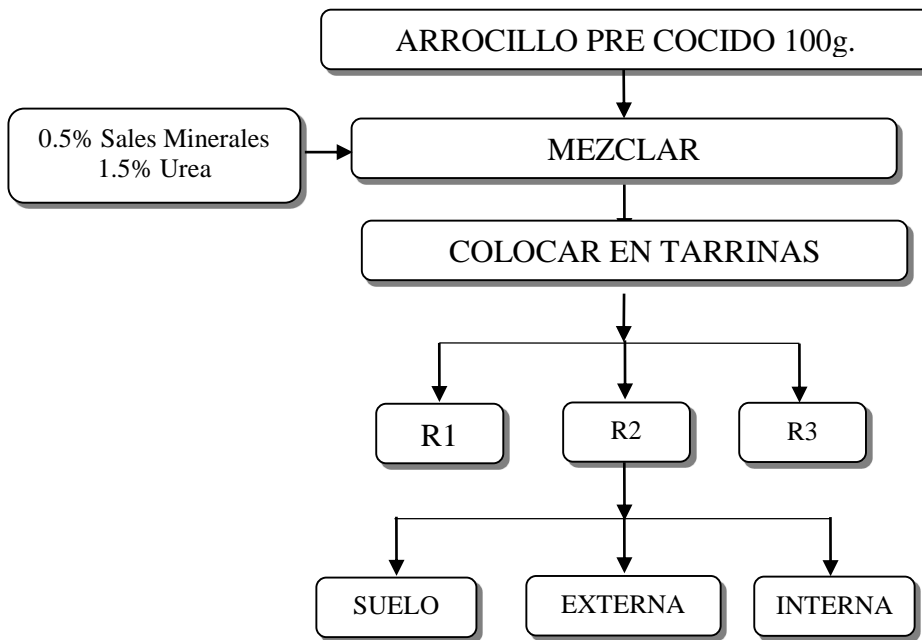 ARROCILLO PRE COCIDO 100g.
0.5% Sales Minerales
1.5% Urea
MEZCLAR
COLOCAR EN TARRINAS
R1
R2
R3
SUELO
EXTERNA
INTERNA